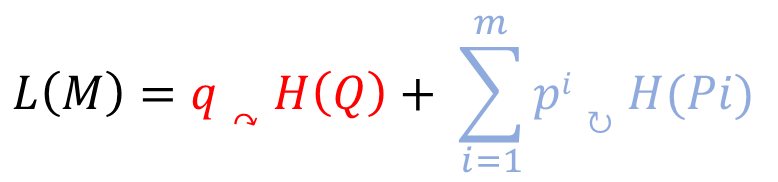 L(M) = q ↷ H(Q) + ∑_{i=1}^{m} p^i ↻ H(Pi)